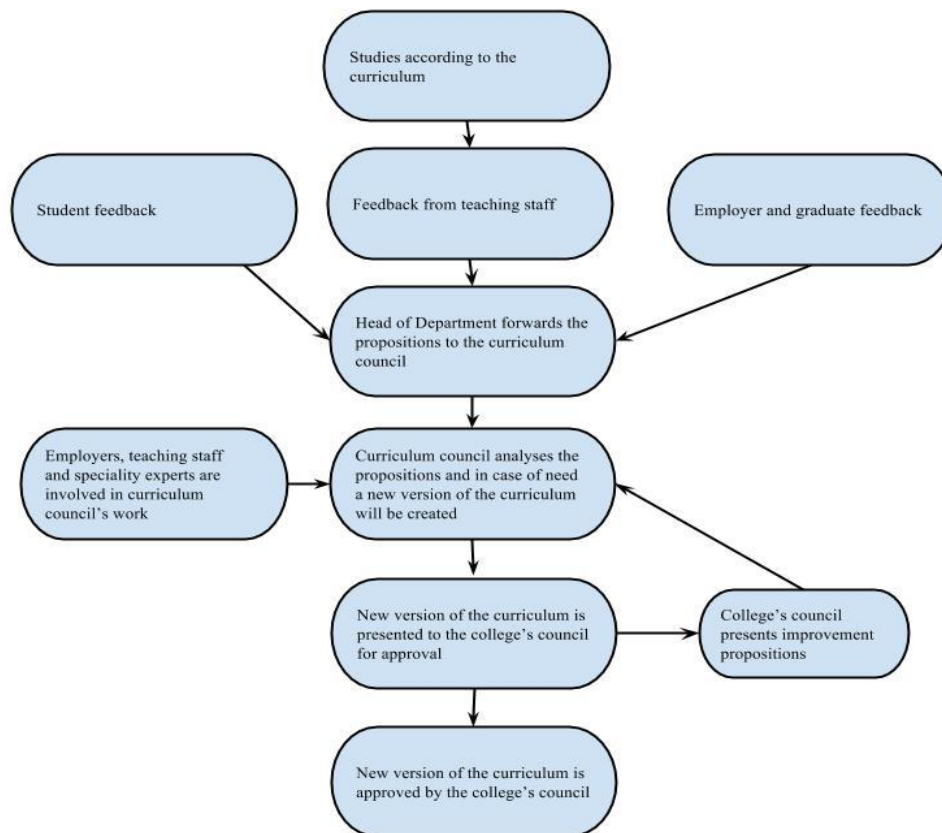 Studies according to the
curriculum
Student feedback
Feedback from teaching staff
Employer and graduate feedback
Head of Department forwards the
propositions to the curriculum
council
Employers, teaching staff
and speciality experts are
involved in curriculum
council’s work
Curriculum council analyses the
propositions and in case of need
a new version of the curriculum
will be created
New version of the curriculum is
presented to the college’s council
for approval
College’s council
presents improvement
propositions
New version of the curriculum is
approved by the college’s council